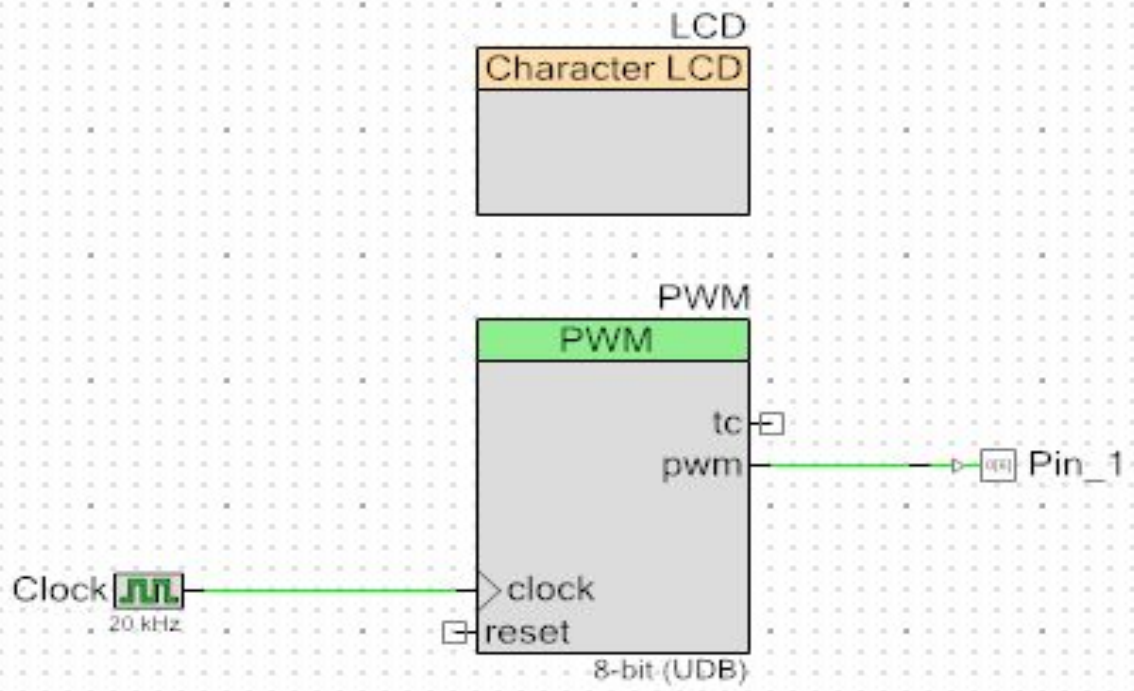 LCD
Character LCD
PWM
PWM
tc
pwm
Pin_1
Clock
20 kHz
clock
reset
8-bit (UDB)